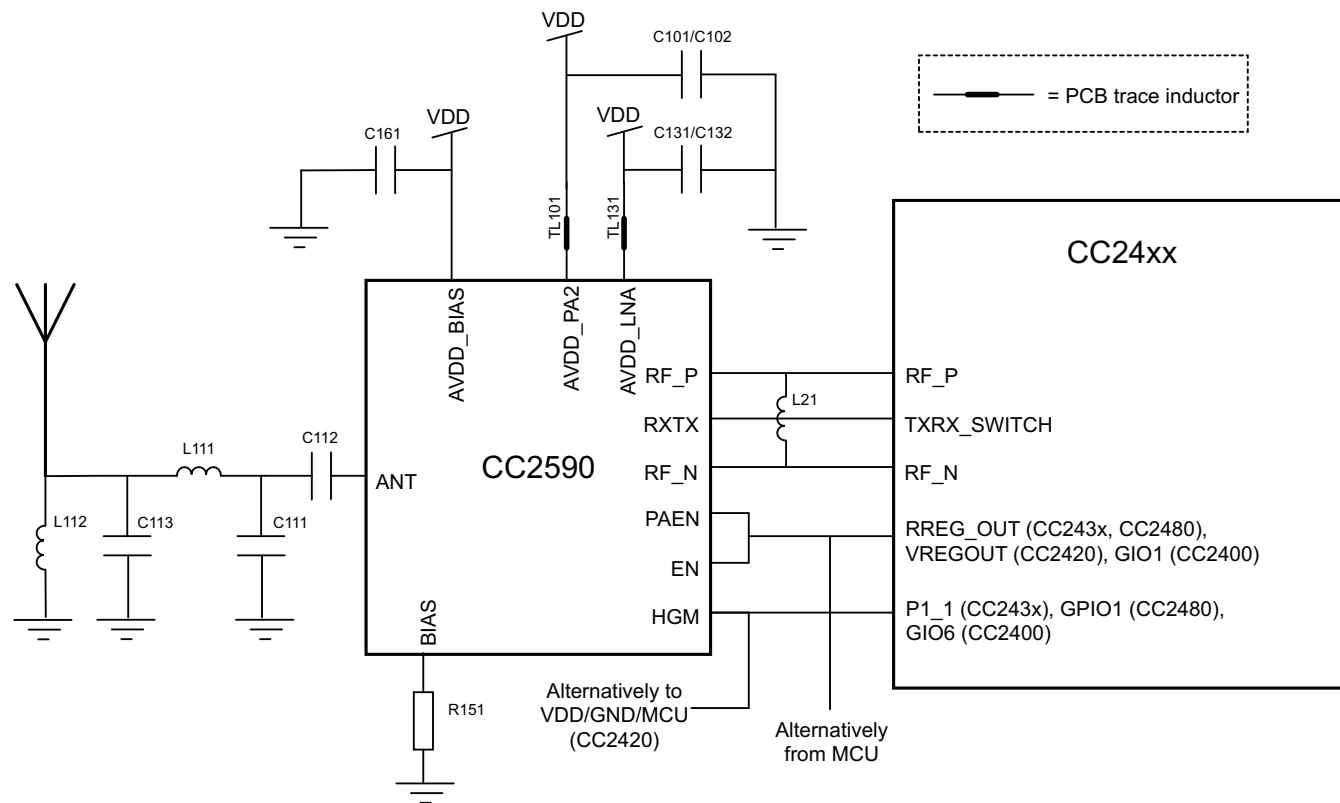 VDD
C101/C102
= PCB trace inductor
C161
VDD
VDD
C131/C132
TL101
TL131
CC24xx
AVDD_BIAS
AVDD_PA2
AVDD_LNA
RF_P
RF_P
L21
RXTX
TXRX_SWITCH
L111
C112
CC2590
RF_N
RF_N
ANT
L112
C113
C111
PAEN
RREG_OUT (CC243x, CC2480),
VREGOUT (CC2420), GIO1 (CC2400)
EN
BIAS
HGM
P1_1 (CC243x), GPIO1 (CC2480),
GIO6 (CC2400)
R151
Alternatively to
VDD/GND/MCU
(CC2420)
Alternatively
from MCU